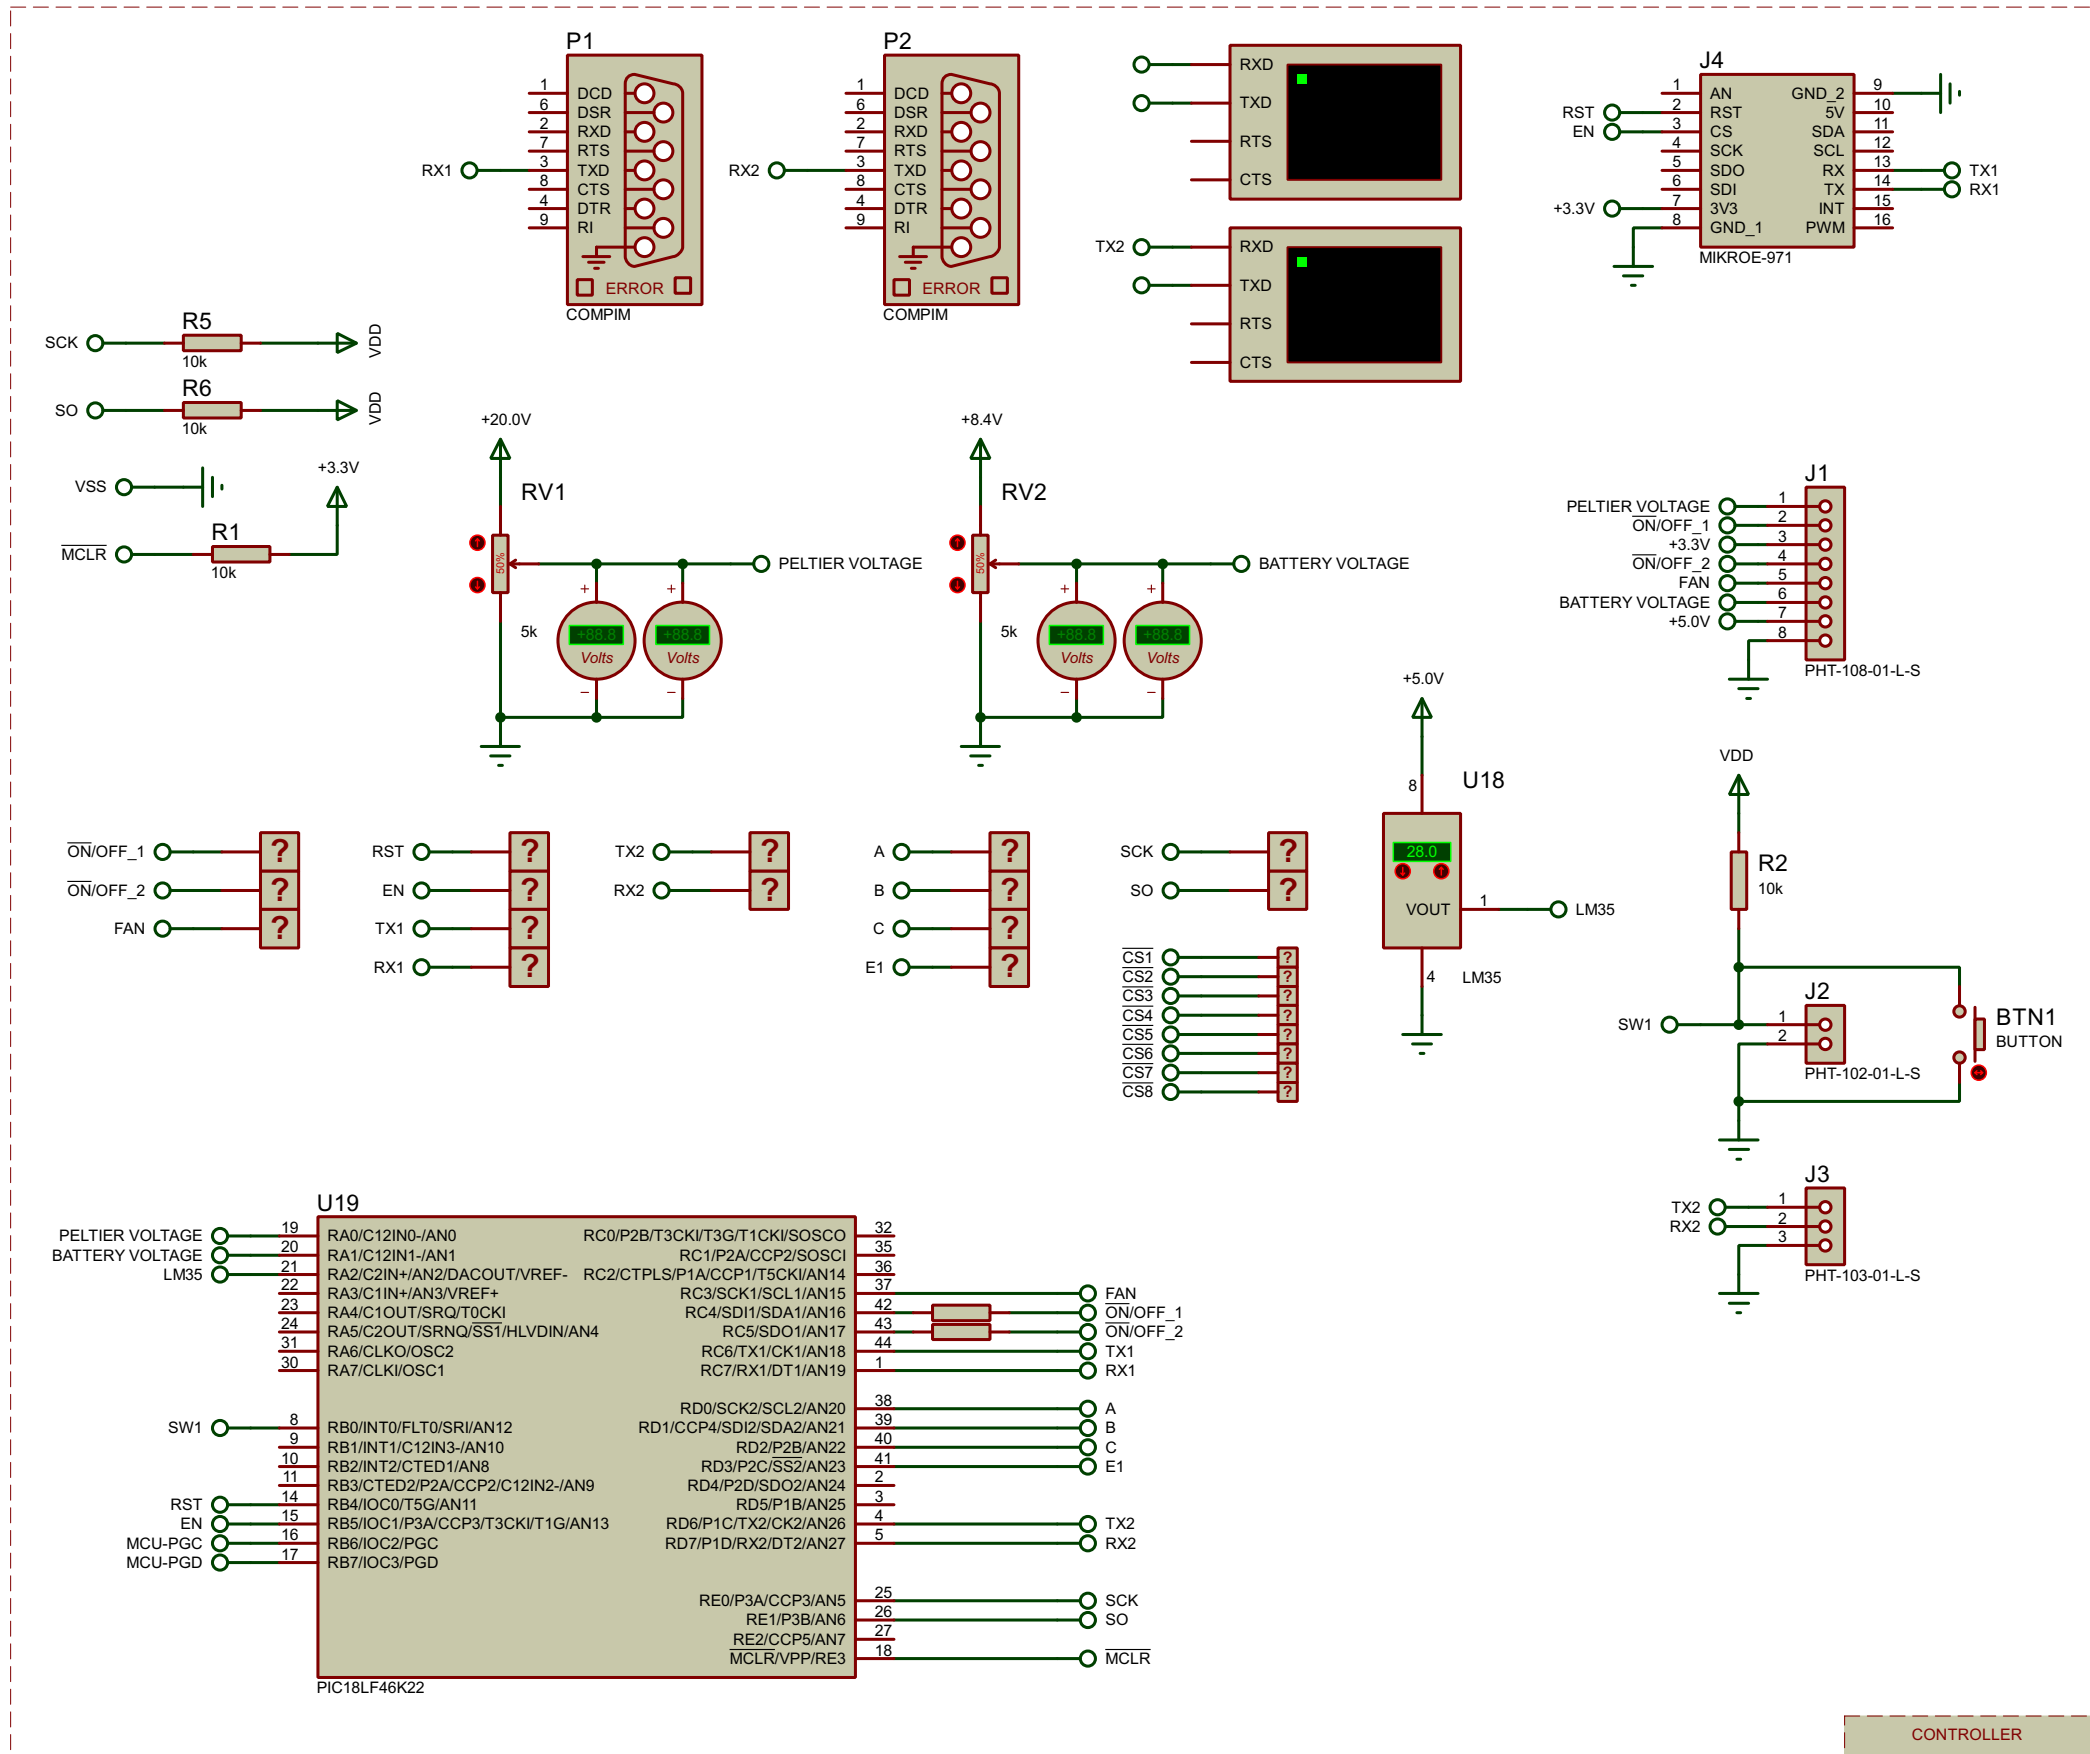 P1
1 DCD
6 DSR
2 RXD
7 RTS
RX1 3 TXD
8 CTS
4 DTR
9 RI
ERROR
COMPIM
P2
1 DCD
6 DSR
2 RXD
7 RTS
RX2 3 TXD
8 CTS
4 DTR
9 RI
ERROR
COMPIM
RXD
TXD
RTS
CTS
TX2 RXD
TXD
RTS
CTS
J4
1 AN GND_2 9
RST 2 RST 5V 10
EN 3 CS SDA 11
4 SCK SCL 12
5 SDO RX 13 TX1
6 SDI TX 14 RX1
+3.3V 7 3V3 INT 15
8 GND_1 PWM 16
MIKROE-971
R5
SCK VDD
10k
R6
SO VDD
10k
+3.3V
VSS
R1
MCLR
10k
+20.0V
RV1
50%
PELTIER VOLTAGE
5k
+ +
+88.8 +88.8
Volts Volts
− −
+8.4V
RV2
50%
BATTERY VOLTAGE
5k
+ +
+88.8 +88.8
Volts Volts
− −
J1
PELTIER VOLTAGE 1
ON/OFF_1 2
+3.3V 3
ON/OFF_2 4
FAN 5
BATTERY VOLTAGE 6
+5.0V 7
8
PHT-108-01-L-S
ON/OFF_1 ?
ON/OFF_2 ?
FAN ?
RST ?
EN ?
TX1 ?
RX1 ?
TX2 ?
RX2 ?
A ?
B ?
C ?
E1 ?
SCK ?
SO ?
CS1 ?
CS2 ?
CS3 ?
CS4 ?
CS5 ?
CS6 ?
CS7 ?
CS8 ?
+5.0V
U18
8
28.0
VOUT 1 LM35
4 LM35
VDD
R2
10k
J2
SW1 1
2
PHT-102-01-L-S
BTN1
BUTTON
J3
TX2 1
RX2 2
3
PHT-103-01-L-S
U19
PELTIER VOLTAGE 19 RA0/C12IN0-/AN0 RC0/P2B/T3CKI/T3G/T1CKI/SOSCO 32
BATTERY VOLTAGE 20 RA1/C12IN1-/AN1 RC1/P2A/CCP2/SOSCI 35
LM35 21 RA2/C2IN+/AN2/DACOUT/VREF- RC2/CTPLS/P1A/CCP1/T5CKI/AN14 36
22 RA3/C1IN+/AN3/VREF+ RC3/SCK1/SCL1/AN15 37 FAN
23 RA4/C1OUT/SRQ/T0CKI RC4/SDI1/SDA1/AN16 42 ON/OFF_1
24 RA5/C2OUT/SRNQ/SS1/HLVDIN/AN4 RC5/SDO1/AN17 43 ON/OFF_2
31 RA6/CLKO/OSC2 RC6/TX1/CK1/AN18 44 TX1
30 RA7/CLKI/OSC1 RC7/RX1/DT1/AN19 1 RX1
RD0/SCK2/SCL2/AN20 38 A
SW1 8 RB0/INT0/FLT0/SRI/AN12 RD1/CCP4/SDI2/SDA2/AN21 39 B
9 RB1/INT1/C12IN3-/AN10 RD2/P2B/AN22 40 C
10 RB2/INT2/CTED1/AN8 RD3/P2C/SS2/AN23 41 E1
11 RB3/CTED2/P2A/CCP2/C12IN2-/AN9 RD4/P2D/SDO2/AN24 2
RST 14 RB4/IOC0/T5G/AN11 RD5/P1B/AN25 3
EN 15 RB5/IOC1/P3A/CCP3/T3CKI/T1G/AN13 RD6/P1C/TX2/CK2/AN26 4 TX2
MCU-PGC 16 RB6/IOC2/PGC RD7/P1D/RX2/DT2/AN27 5 RX2
MCU-PGD 17 RB7/IOC3/PGD
RE0/P3A/CCP3/AN5 25 SCK
RE1/P3B/AN6 26 SO
RE2/CCP5/AN7 27
MCLR/VPP/RE3 18 MCLR
PIC18LF46K22
CONTROLLER